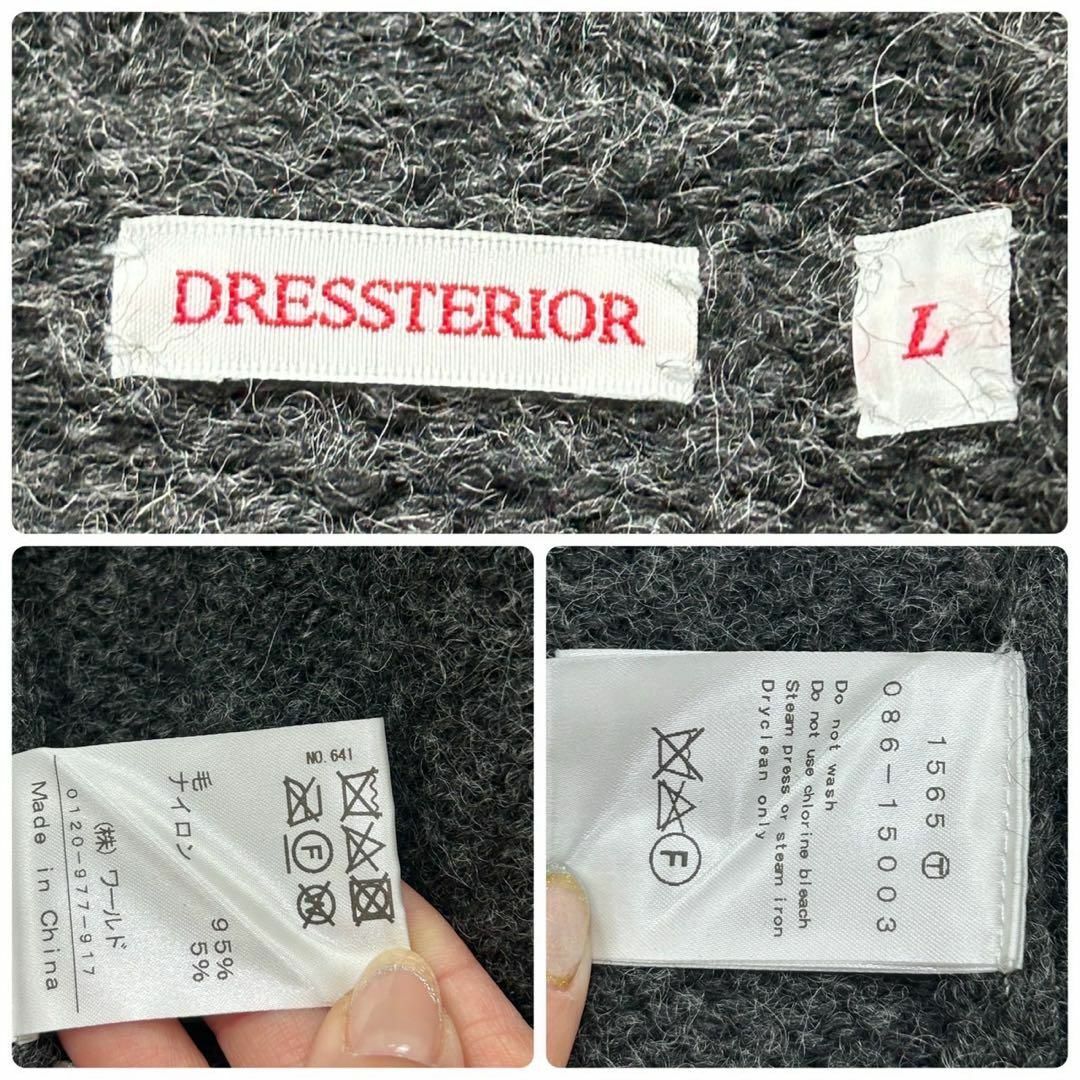 DRESSTERIOR
L
NO. 641
毛 95%
ナイロン 5%
(株)ワールド
0120-977-917
Made in China
1565 Ⓣ
086-15003
Do not wash
Do not use chlorine bleach
Steam press or steam iron
Dryclean only
F
F
W